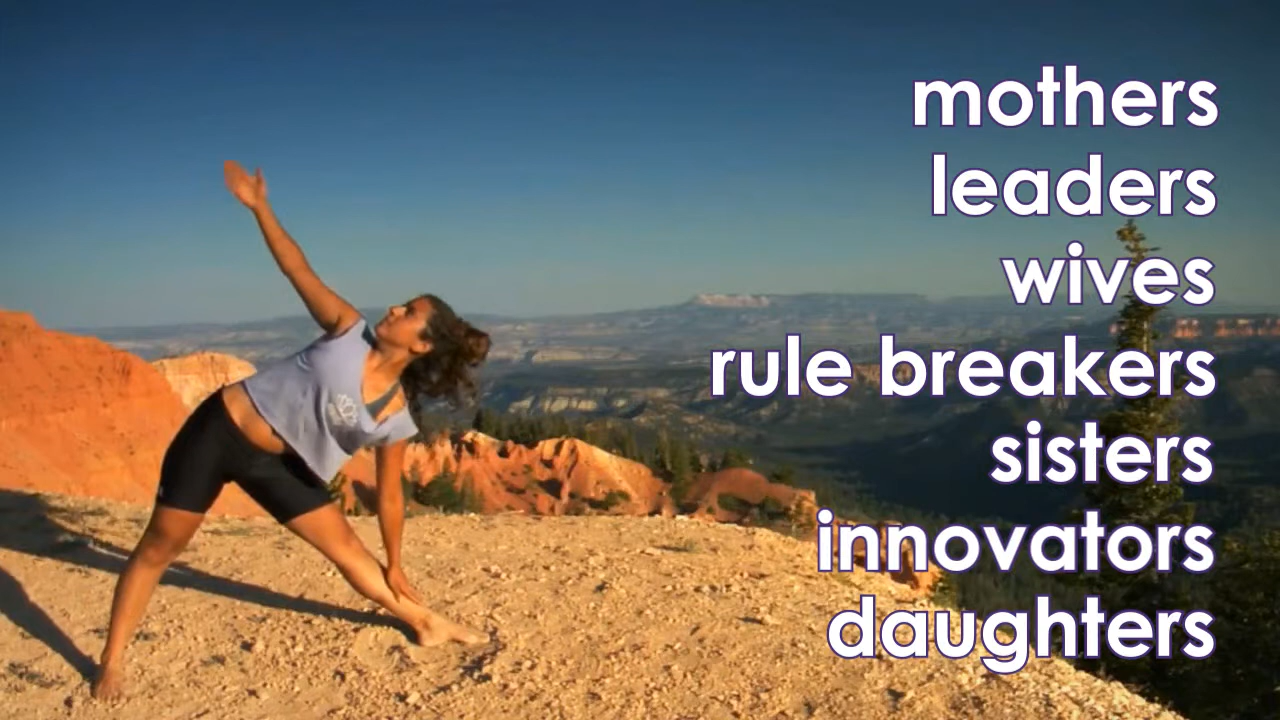 mothers
leaders
wives
rule breakers
sisters
innovators
daughters